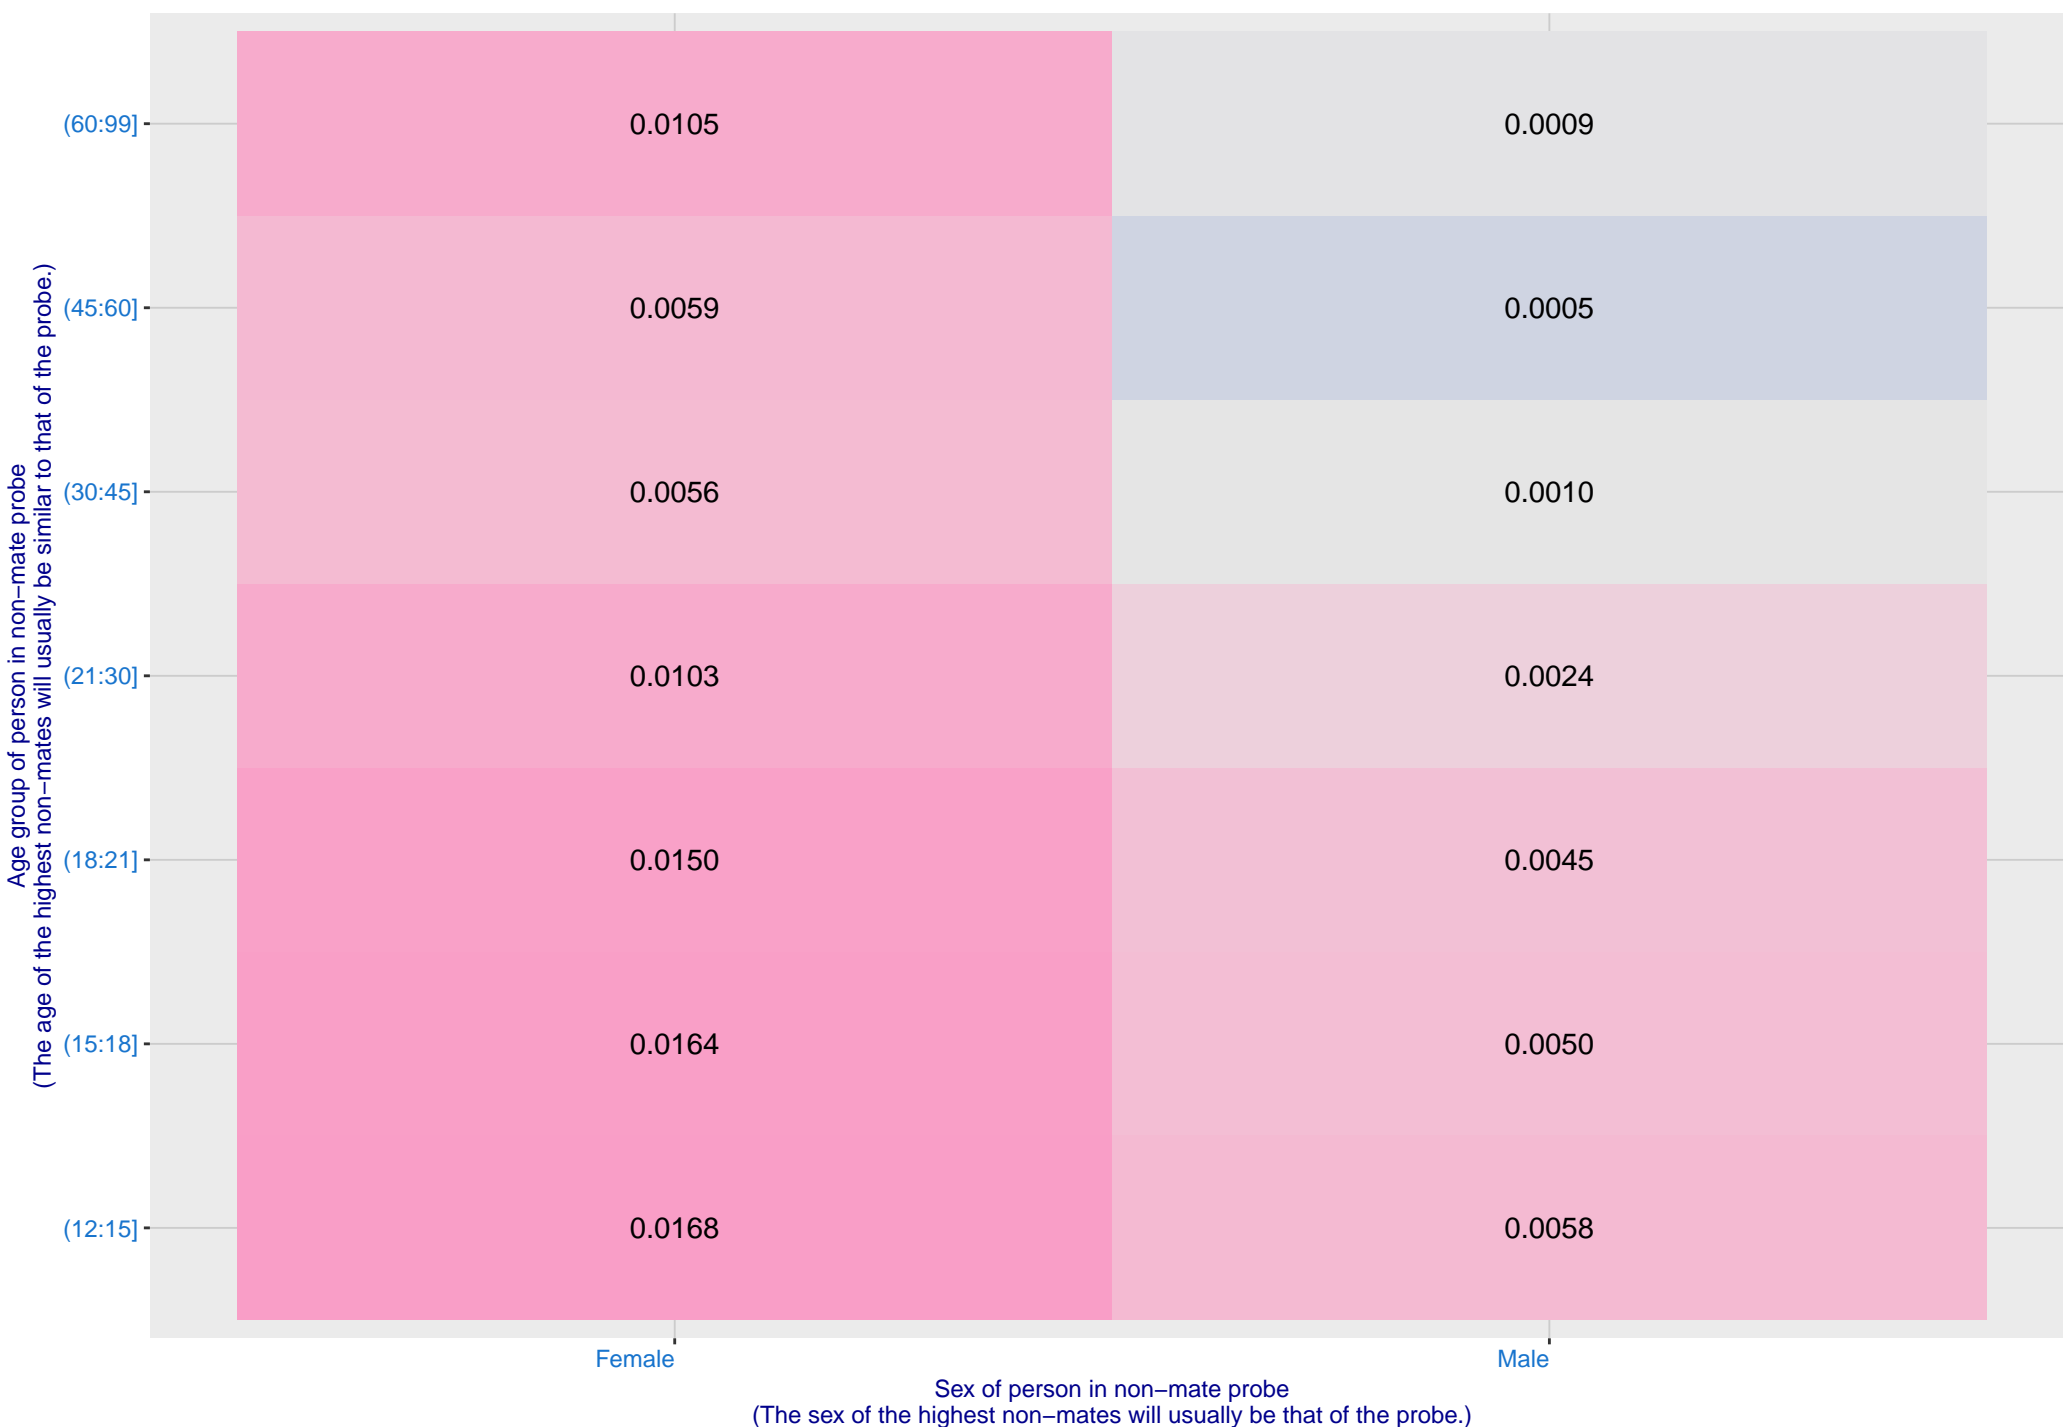 Age group of person in non−mate probe
(The age of the highest non−mates will usually be similar to that of the probe.)
(60:99] 0.0105 0.0009
(45:60] 0.0059 0.0005
(30:45] 0.0056 0.0010
(21:30] 0.0103 0.0024
(18:21] 0.0150 0.0045
(15:18] 0.0164 0.0050
(12:15] 0.0168 0.0058
Female Male
Sex of person in non−mate probe
(The sex of the highest non−mates will usually be that of the probe.)